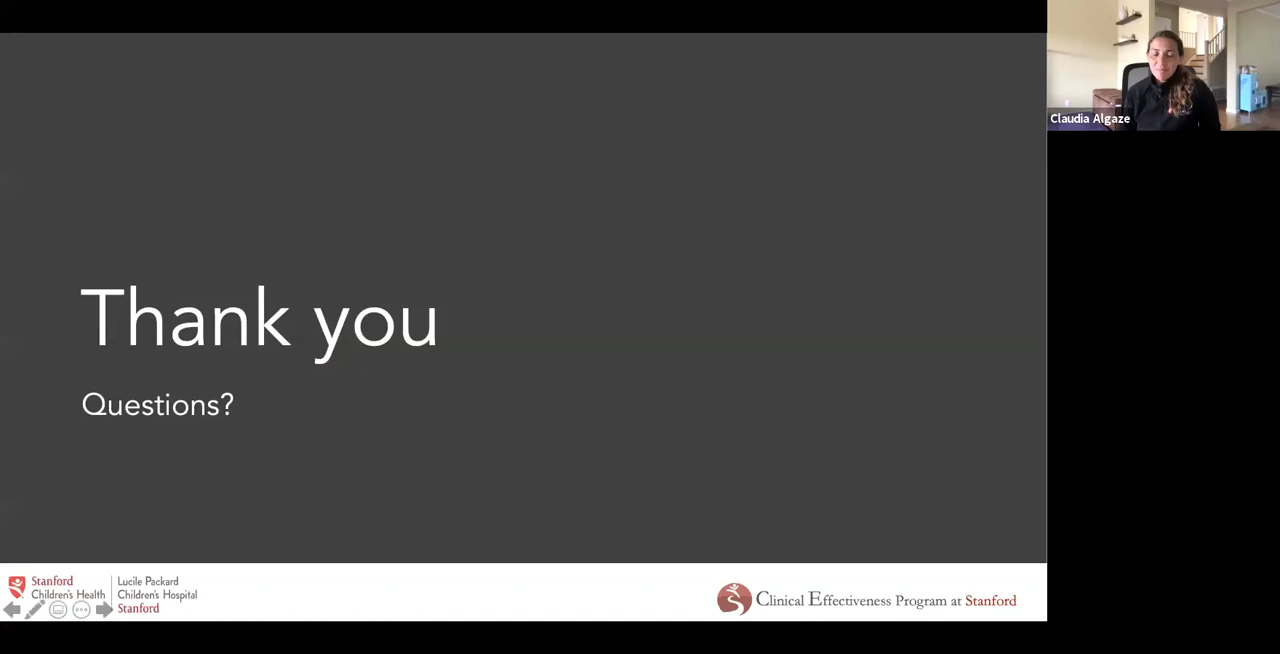 Claudia Algaze
Thank you
Questions?
Stanford
Children's Health
Lucile Packard
Children's Hospital
Stanford
Clinical Effectiveness Program at Stanford